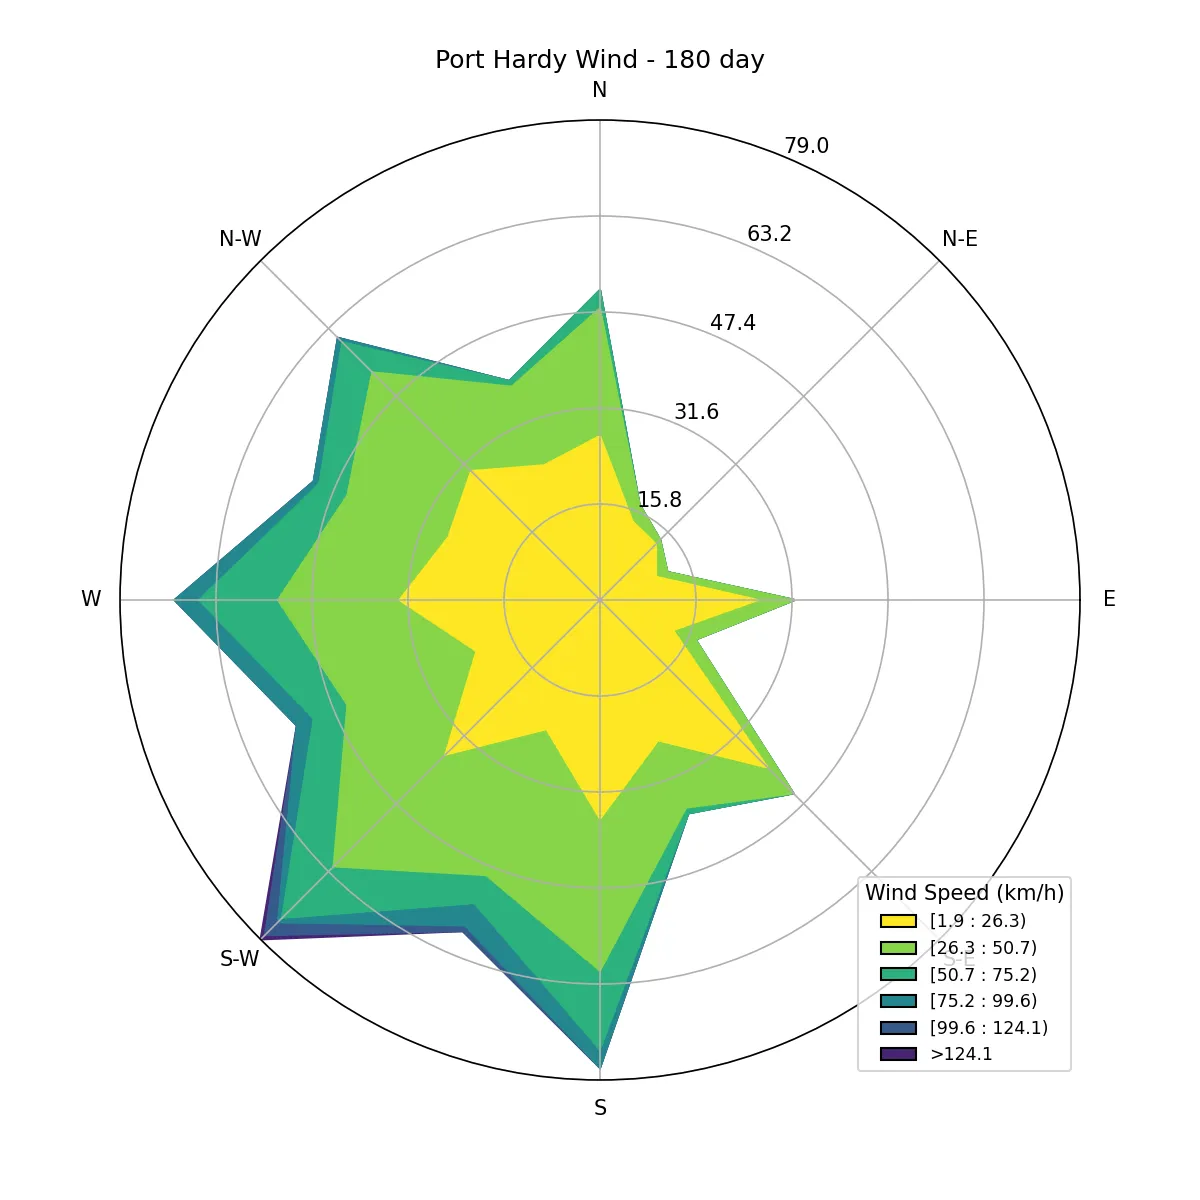 Port Hardy Wind - 180 day
N
79.0
63.2
N-W
N-E
47.4
31.6
15.8
W
E
S-W
S-E
Wind Speed (km/h)
[1.9 : 26.3)
[26.3 : 50.7)
[50.7 : 75.2)
[75.2 : 99.6)
[99.6 : 124.1)
>124.1
S